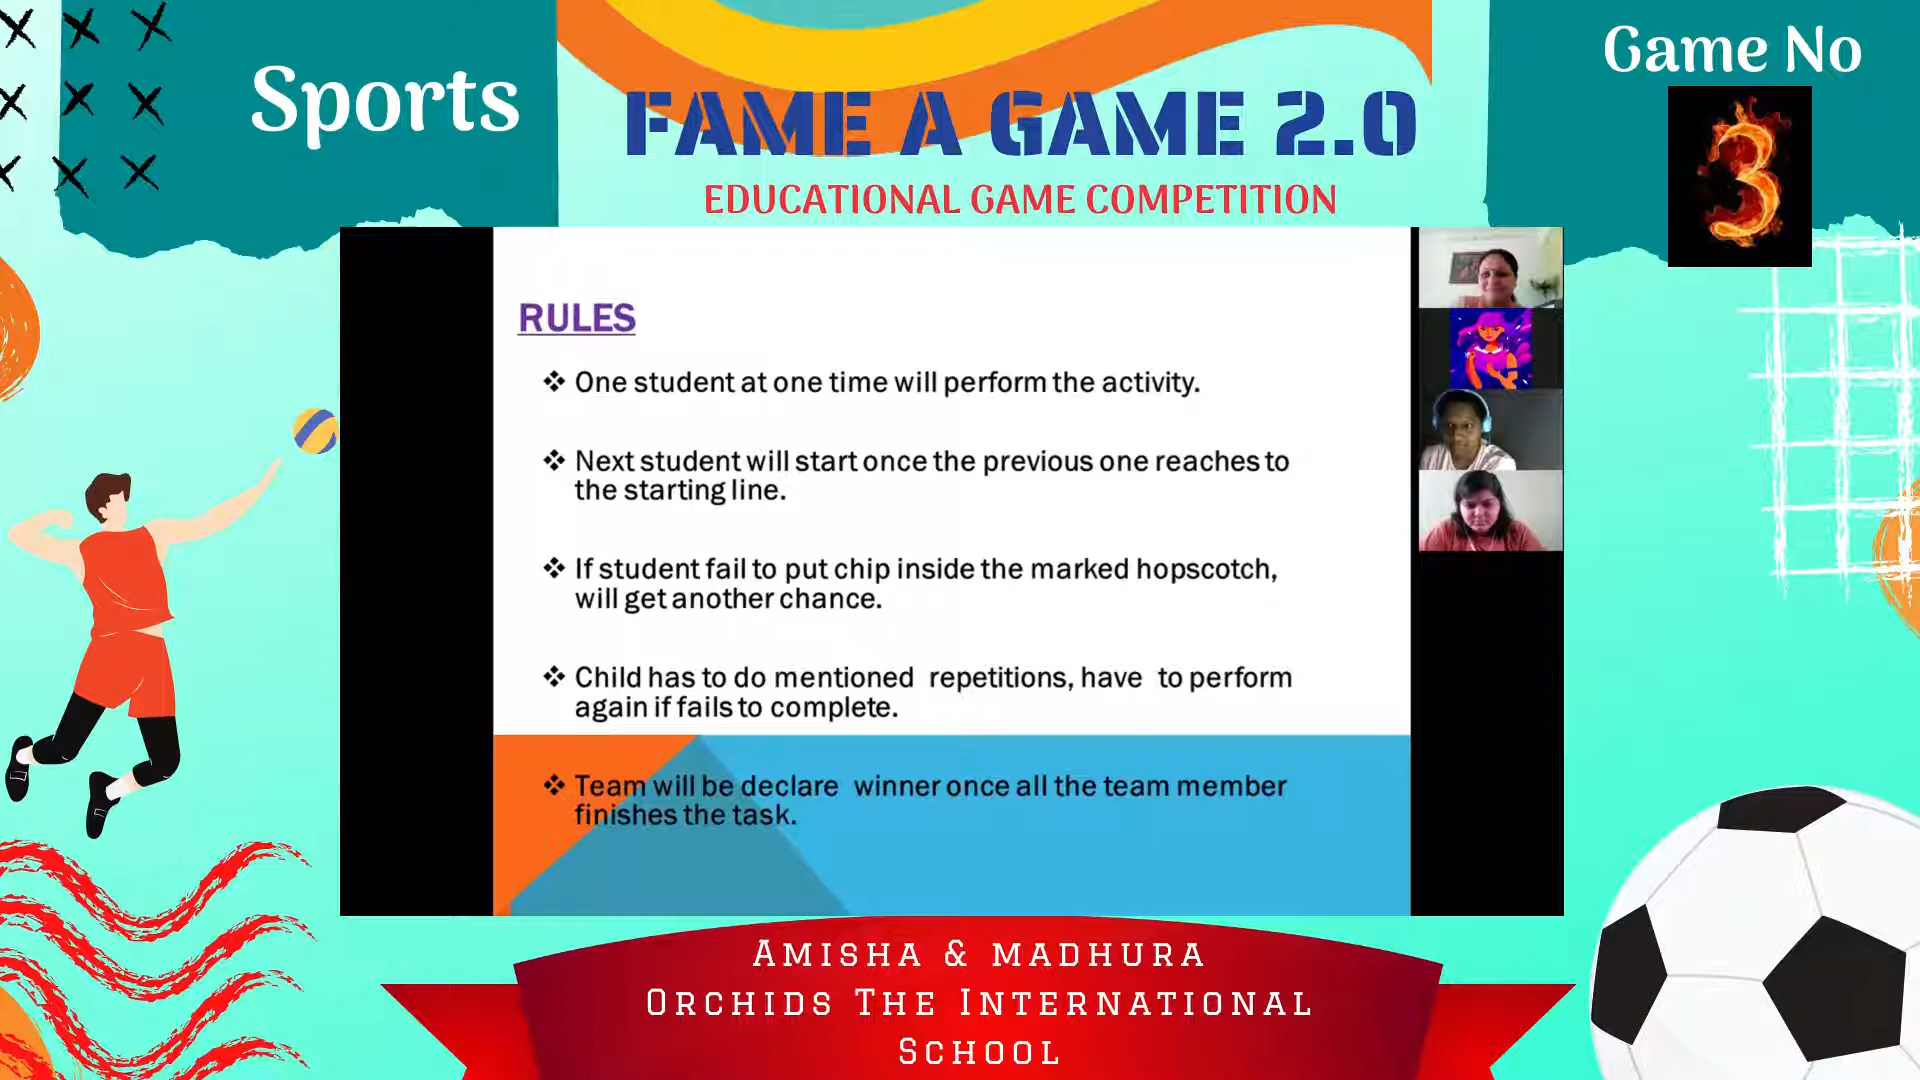 Sports
FAME A GAME 2.0
EDUCATIONAL GAME COMPETITION
Game No
3
RULES
❖ One student at one time will perform the activity.
❖ Next student will start once the previous one reaches to
the starting line.
❖ If student fail to put chip inside the marked hopscotch,
will get another chance.
❖ Child has to do mentioned repetitions, have to perform
again if fails to complete.
❖ Team will be declare winner once all the team member
finishes the task.
AMISHA & MADHURA
ORCHIDS THE INTERNATIONAL
SCHOOL